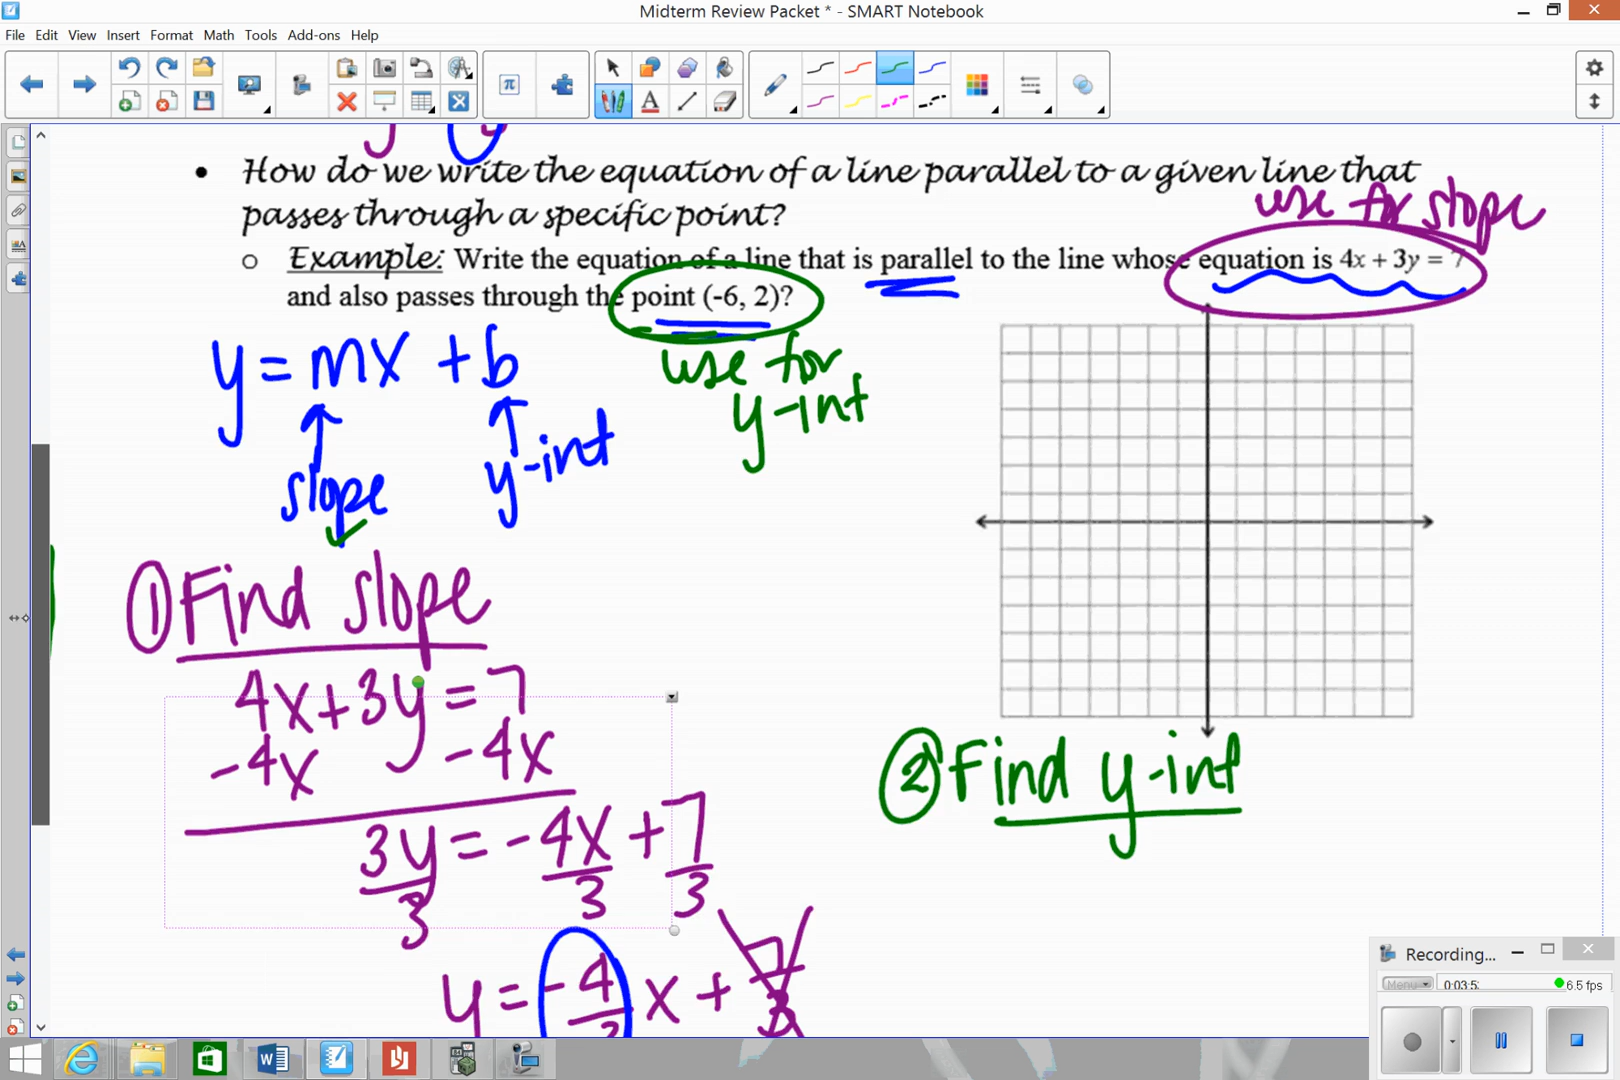 Midterm Review Packet * - SMART Notebook
File Edit View Insert Format Math Tools Add-ons Help
π
A
• How do we write the equation of a line parallel to a given line that
passes through a specific point?
use for slope
o Example: Write the equation of a line that is parallel to the line whose equation is 4x + 3y = 7
and also passes through the point (-6, 2)?
y = mx + b
use for
y-int
slope
y-int
① Find slope
4x+3y = 7
-4x -4x
3y = -4x + 7
3 3 3
② Find y-int
y = -4 x + 7
3
Recording...
Menu
0:03:5
6.5 fps